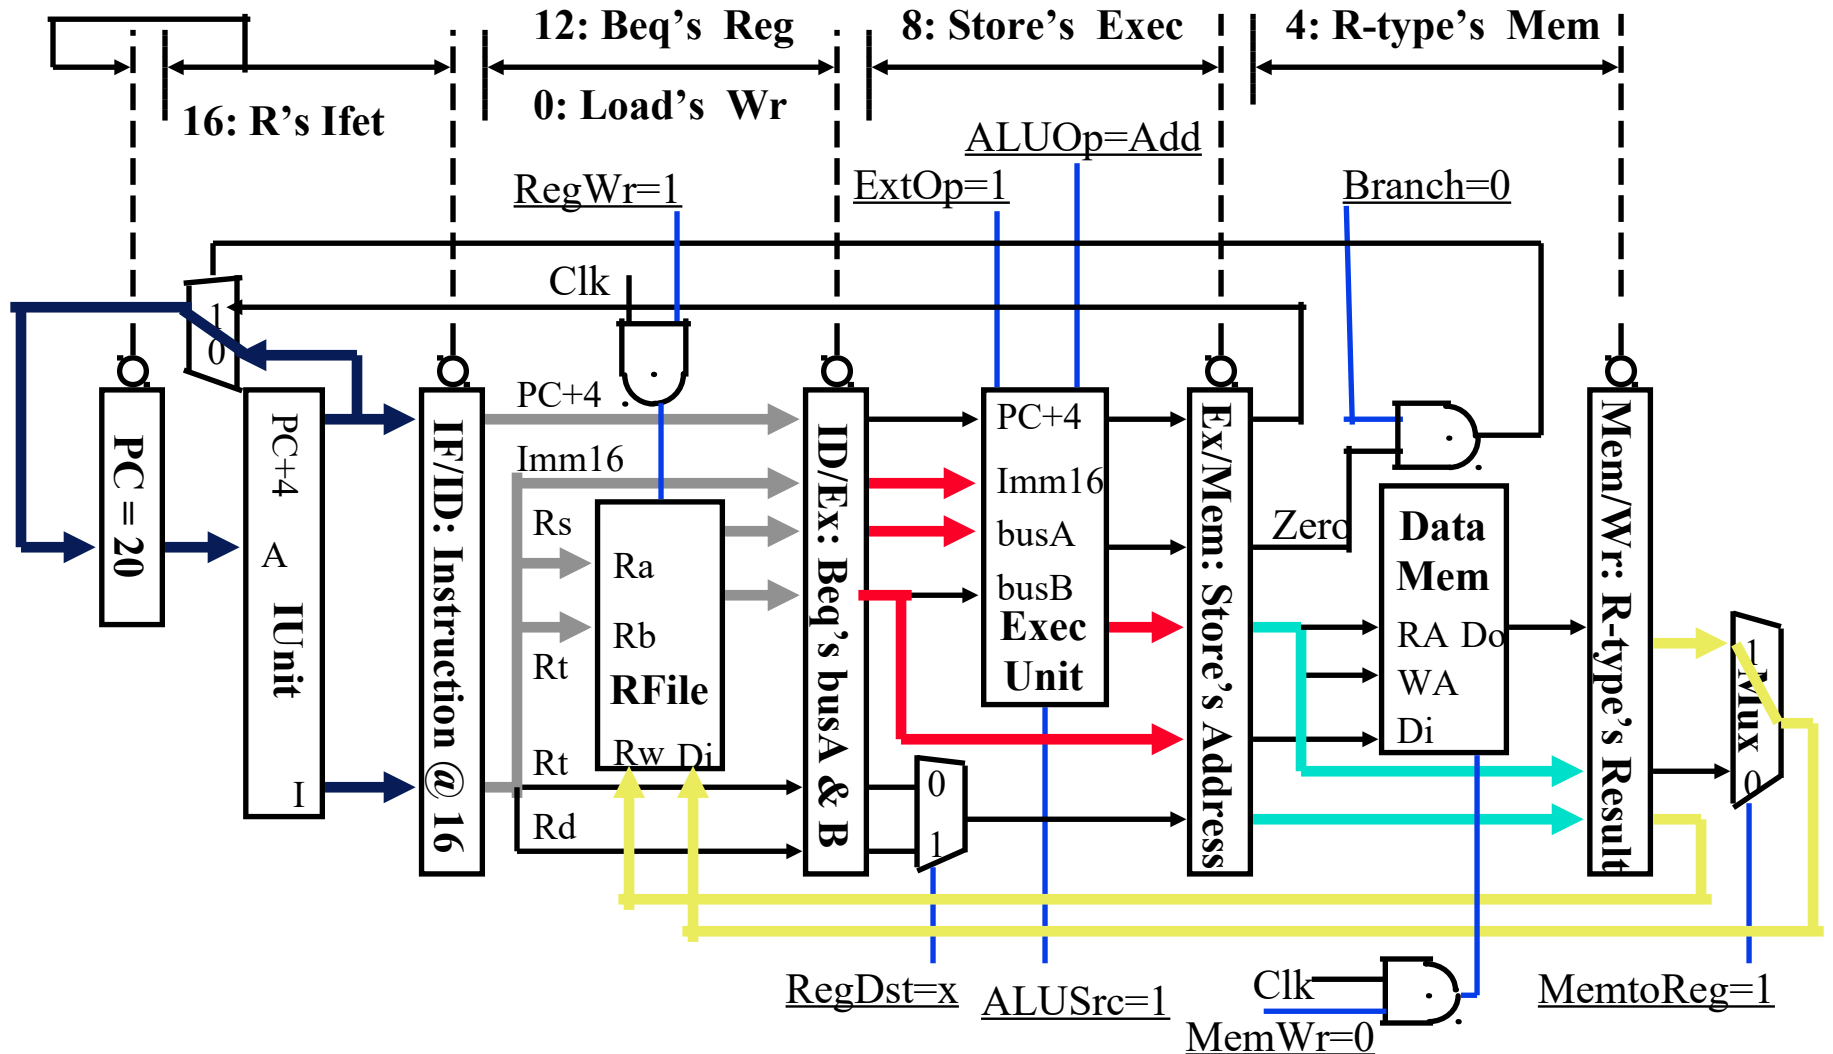 12: Beq's Reg
8: Store's Exec
4: R-type's Mem
16: R's Ifet
0: Load's Wr
ALUOp=Add
RegWr=1
ExtOp=1
Branch=0
Clk
1
0
PC+4
Imm16
Rs
Rt
Rt
Rd
PC = 20
PC+4
A
IUnit
I
IF/ID: Instruction @ 16
Ra
Rb
RFile
Rw Di
ID/Ex: Beq's busA & B
PC+4
Imm16
busA
busB
Exec
Unit
0
1
Ex/Mem: Store's Address
Zero
Data
Mem
RA Do
WA
Di
Mem/Wr: R-type's Result
1
Mux
0
RegDst=x
ALUSrc=1
Clk
MemWr=0
MemtoReg=1